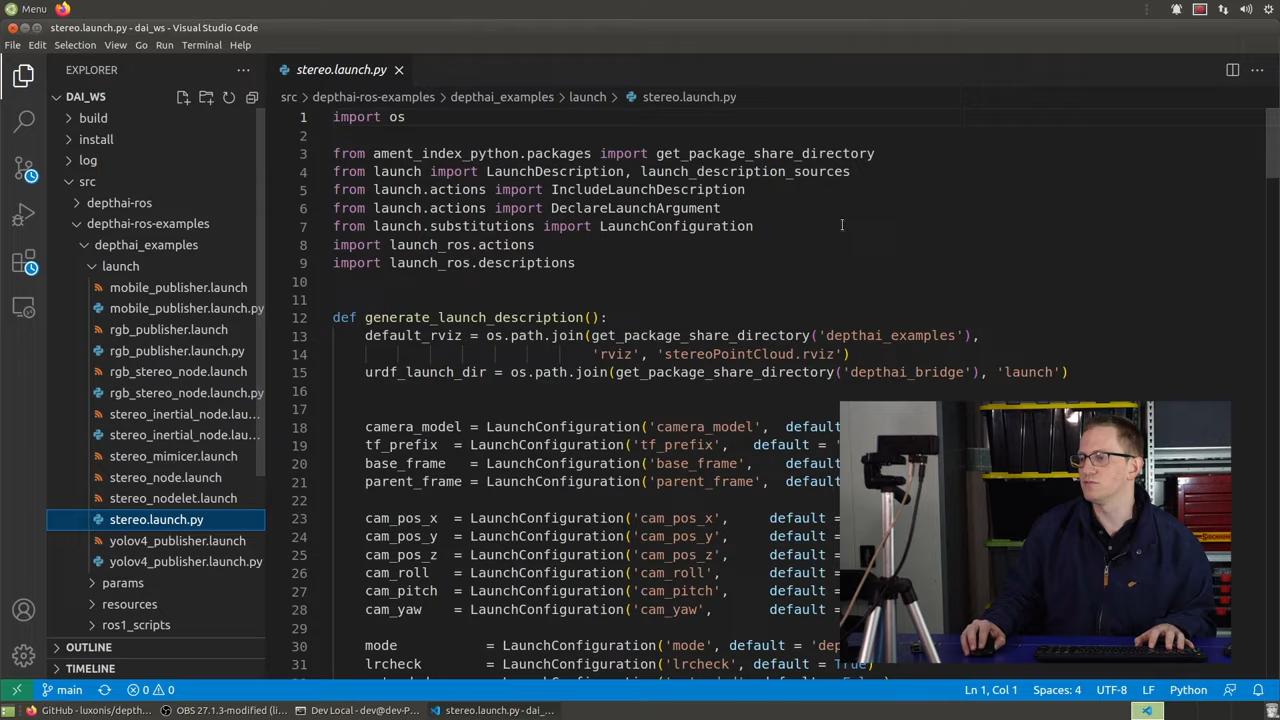 Menu
stereo.launch.py - dai_ws - Visual Studio Code
File Edit Selection View Go Run Terminal Help
EXPLORER
stereo.launch.py
DAI_WS
src > depthai-ros-examples > depthai_examples > launch > stereo.launch.py
build
install
log
src
depthai-ros
depthai-ros-examples
depthai_examples
launch
mobile_publisher.launch
mobile_publisher.launch.py
rgb_publisher.launch
rgb_publisher.launch.py
rgb_stereo_node.launch
rgb_stereo_node.launch.py
stereo_inertial_node.lau...
stereo_inertial_node.lau...
stereo_mimicer.launch
stereo_node.launch
stereo_nodelet.launch
stereo.launch.py
yolov4_publisher.launch
yolov4_publisher.launch.py
params
resources
ros1_scripts
OUTLINE
TIMELINE
1 import os
2
3 from ament_index_python.packages import get_package_share_directory
4 from launch import LaunchDescription, launch_description_sources
5 from launch.actions import IncludeLaunchDescription
6 from launch.actions import DeclareLaunchArgument
7 from launch.substitutions import LaunchConfiguration
8 import launch_ros.actions
9 import launch_ros.descriptions
10
11
12 def generate_launch_description():
13 default_rviz = os.path.join(get_package_share_directory('depthai_examples'),
14 'rviz', 'stereoPointCloud.rviz')
15 urdf_launch_dir = os.path.join(get_package_share_directory('depthai_bridge'), 'launch')
16
17
18 camera_model = LaunchConfiguration('camera_model', defaul
19 tf_prefix = LaunchConfiguration('tf_prefix', default = '
20 base_frame = LaunchConfiguration('base_frame', defaul
21 parent_frame = LaunchConfiguration('parent_frame', defaul
22
23 cam_pos_x = LaunchConfiguration('cam_pos_x', default =
24 cam_pos_y = LaunchConfiguration('cam_pos_y', default =
25 cam_pos_z = LaunchConfiguration('cam_pos_z', default =
26 cam_roll = LaunchConfiguration('cam_roll', default =
27 cam_pitch = LaunchConfiguration('cam_pitch', default =
28 cam_yaw = LaunchConfiguration('cam_yaw', default =
29
30 mode = LaunchConfiguration('mode', default = 'dep
31 lrcheck = LaunchConfiguration('lrcheck', default = True)
main 0 0 Ln 1, Col 1 Spaces: 4 UTF-8 LF Python
GitHub - luxonis/depth... OBS 27.1.3-modified (li... Dev Local - dev@dev-P... stereo.launch.py - dai_...